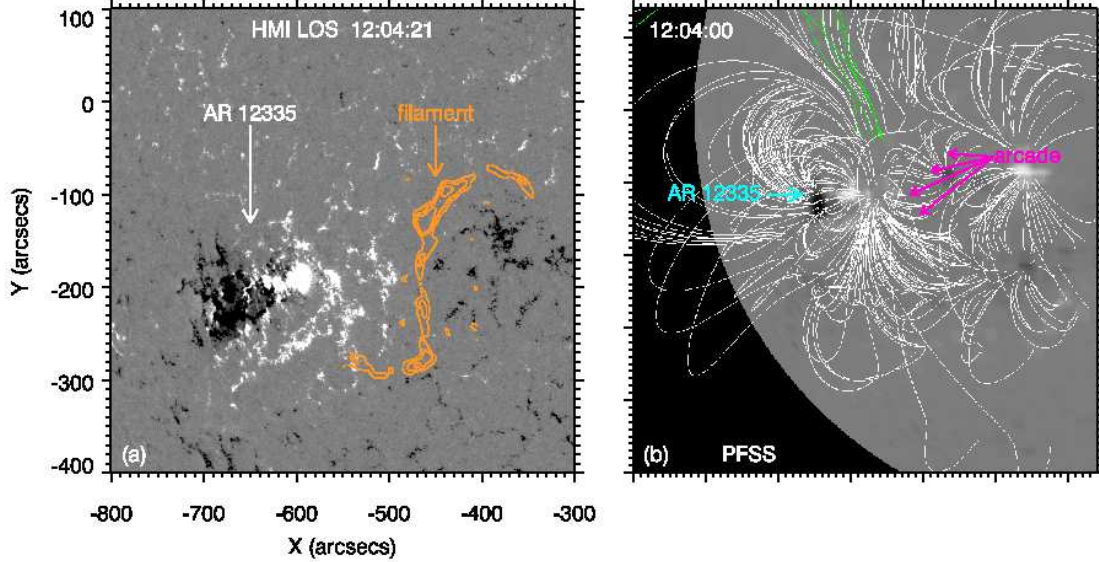 HMI LOS 12:04:21
AR 12335
filament
(a)
100
0
-100
-200
-300
-400
Y (arcsecs)
-800
-700
-600
-500
-400
-300
X (arcsecs)
12:04:00
arcade
AR 12335
(b)
PFSS